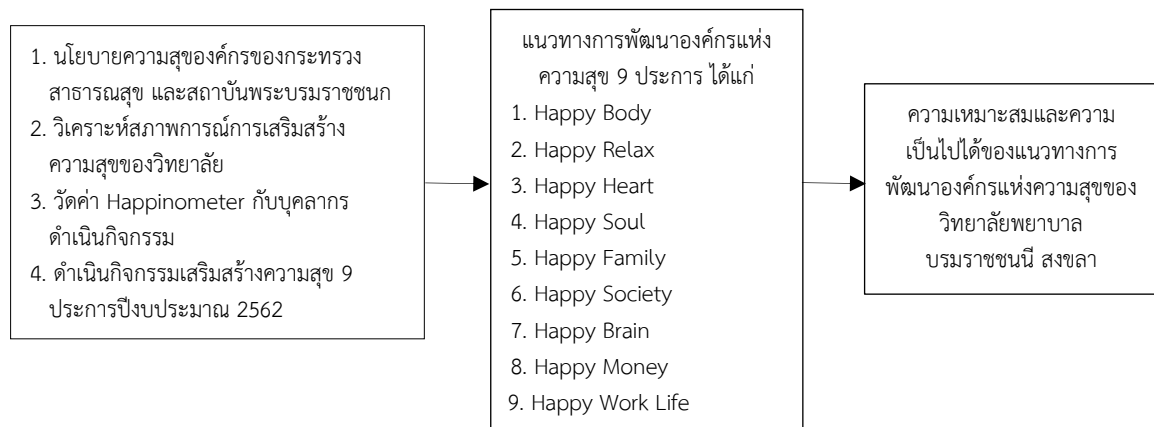 1. นโยบายความสุของค์กรของกระทรวง
สาธารณสุข และสถาบันพระบรมราชชนก
2. วิเคราะห์สภาพการณ์การเสริมสร้าง
ความสุขของวิทยาลัย
3. วัดค่า Happinometer กับบุคลากร
ดำเนินกิจกรรม
4. ดำเนินกิจกรรมเสริมสร้างความสุข 9
ประการปีงบประมาณ 2562
แนวทางการพัฒนาองค์กรแห่ง
ความสุข 9 ประการ ได้แก่
1. Happy Body
2. Happy Relax
3. Happy Heart
4. Happy Soul
5. Happy Family
6. Happy Society
7. Happy Brain
8. Happy Money
9. Happy Work Life
ความเหมาะสมและความ
เป็นไปได้ของแนวทางการ
พัฒนาองค์กรแห่งความสุขของ
วิทยาลัยพยาบาล
บรมราชชนนี สงขลา